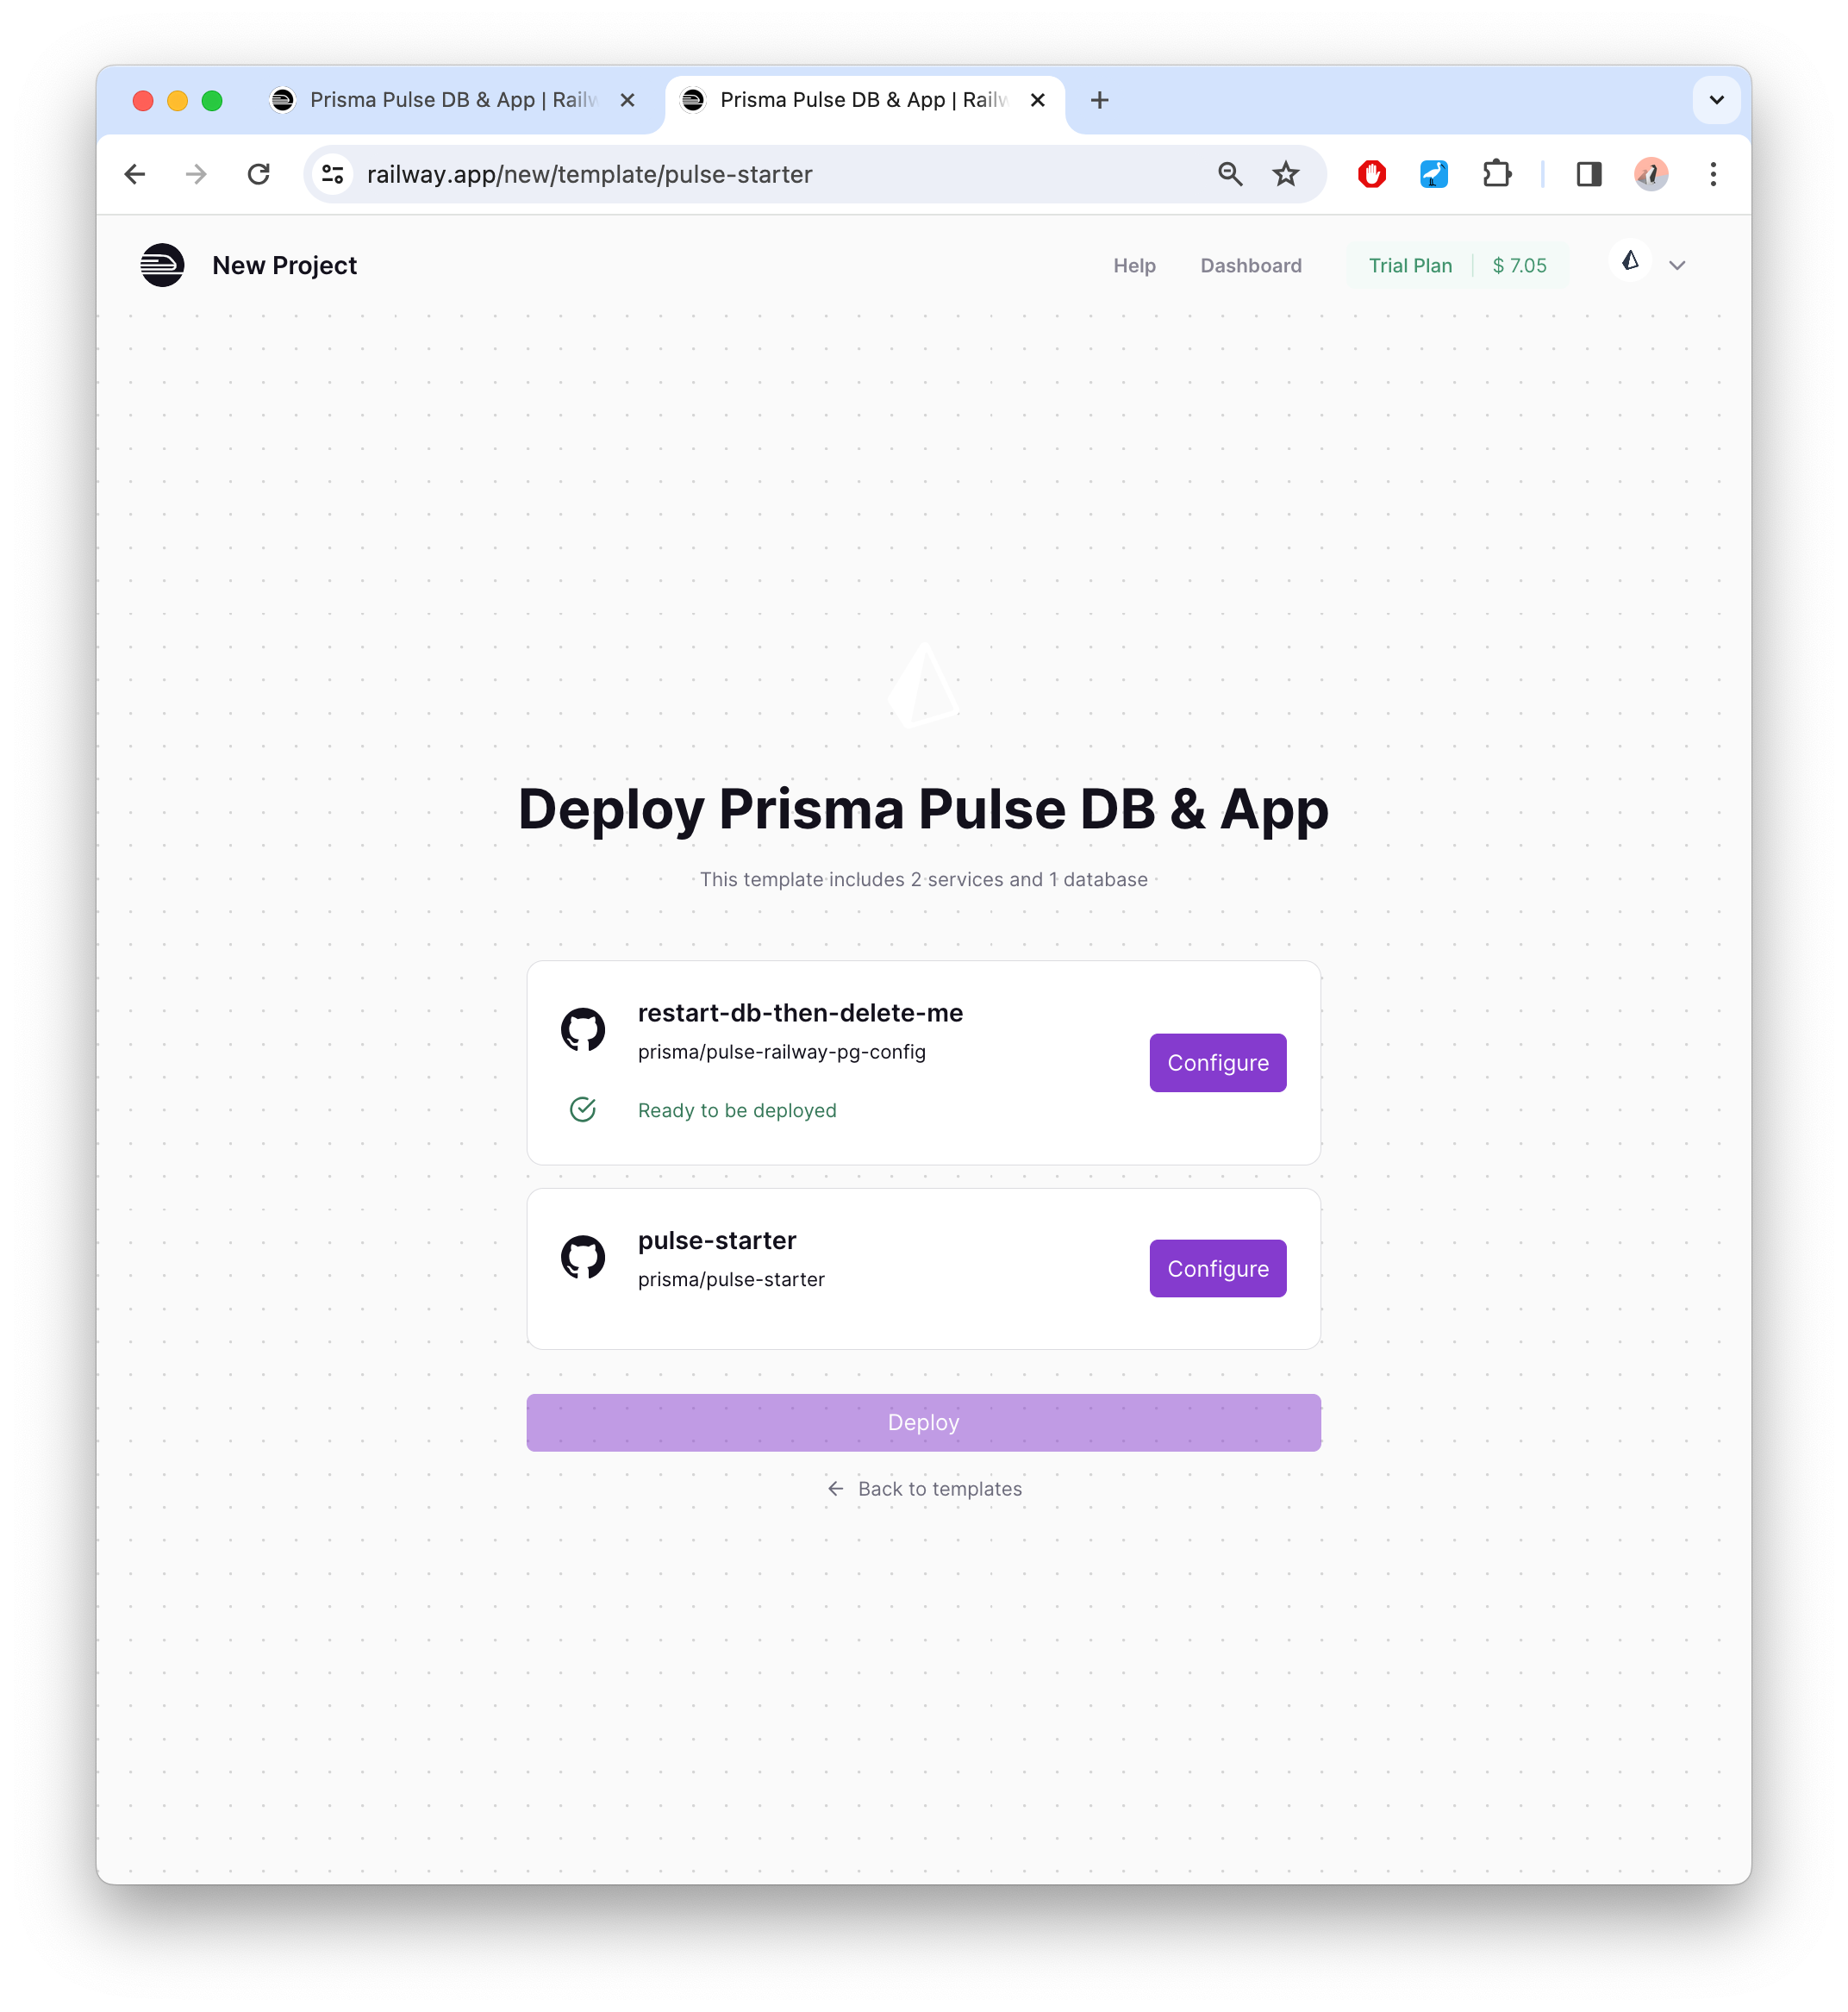 Prisma Pulse DB & App | Railw
Prisma Pulse DB & App | Railw
railway.app/new/template/pulse-starter
New Project
Help
Dashboard
Trial Plan
$ 7.05
Deploy Prisma Pulse DB & App
This template includes 2 services and 1 database
restart-db-then-delete-me
prisma/pulse-railway-pg-config
Configure
Ready to be deployed
pulse-starter
prisma/pulse-starter
Configure
Deploy
Back to templates